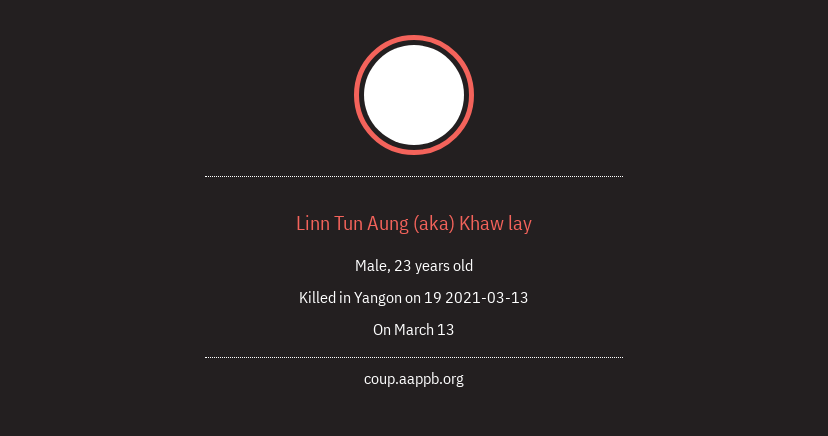 Linn Tun Aung (aka) Khaw lay
Male, 23 years old
Killed in Yangon on 19 2021-03-13
On March 13
coup.aappb.org